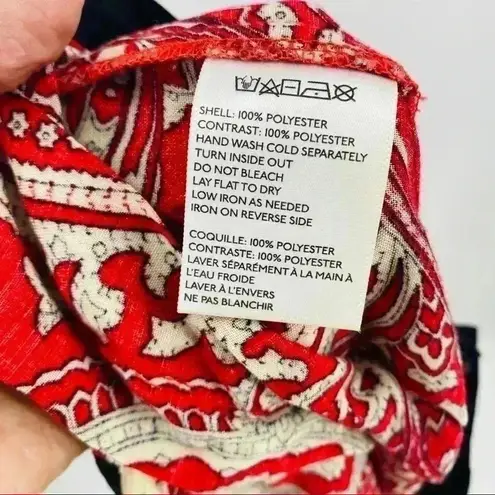 SHELL: 100% POLYESTER
CONTRAST: 100% POLYESTER
HAND WASH COLD SEPARATELY
TURN INSIDE OUT
DO NOT BLEACH
LAY FLAT TO DRY
LOW IRON AS NEEDED
IRON ON REVERSE SIDE
COQUILLE: 100% POLYESTER
CONTRASTE: 100% POLYESTER
LAVER SÉPARÉMENT À LA MAIN À
L'EAU FROIDE
LAVER À L'ENVERS
NE PAS BLANCHIR